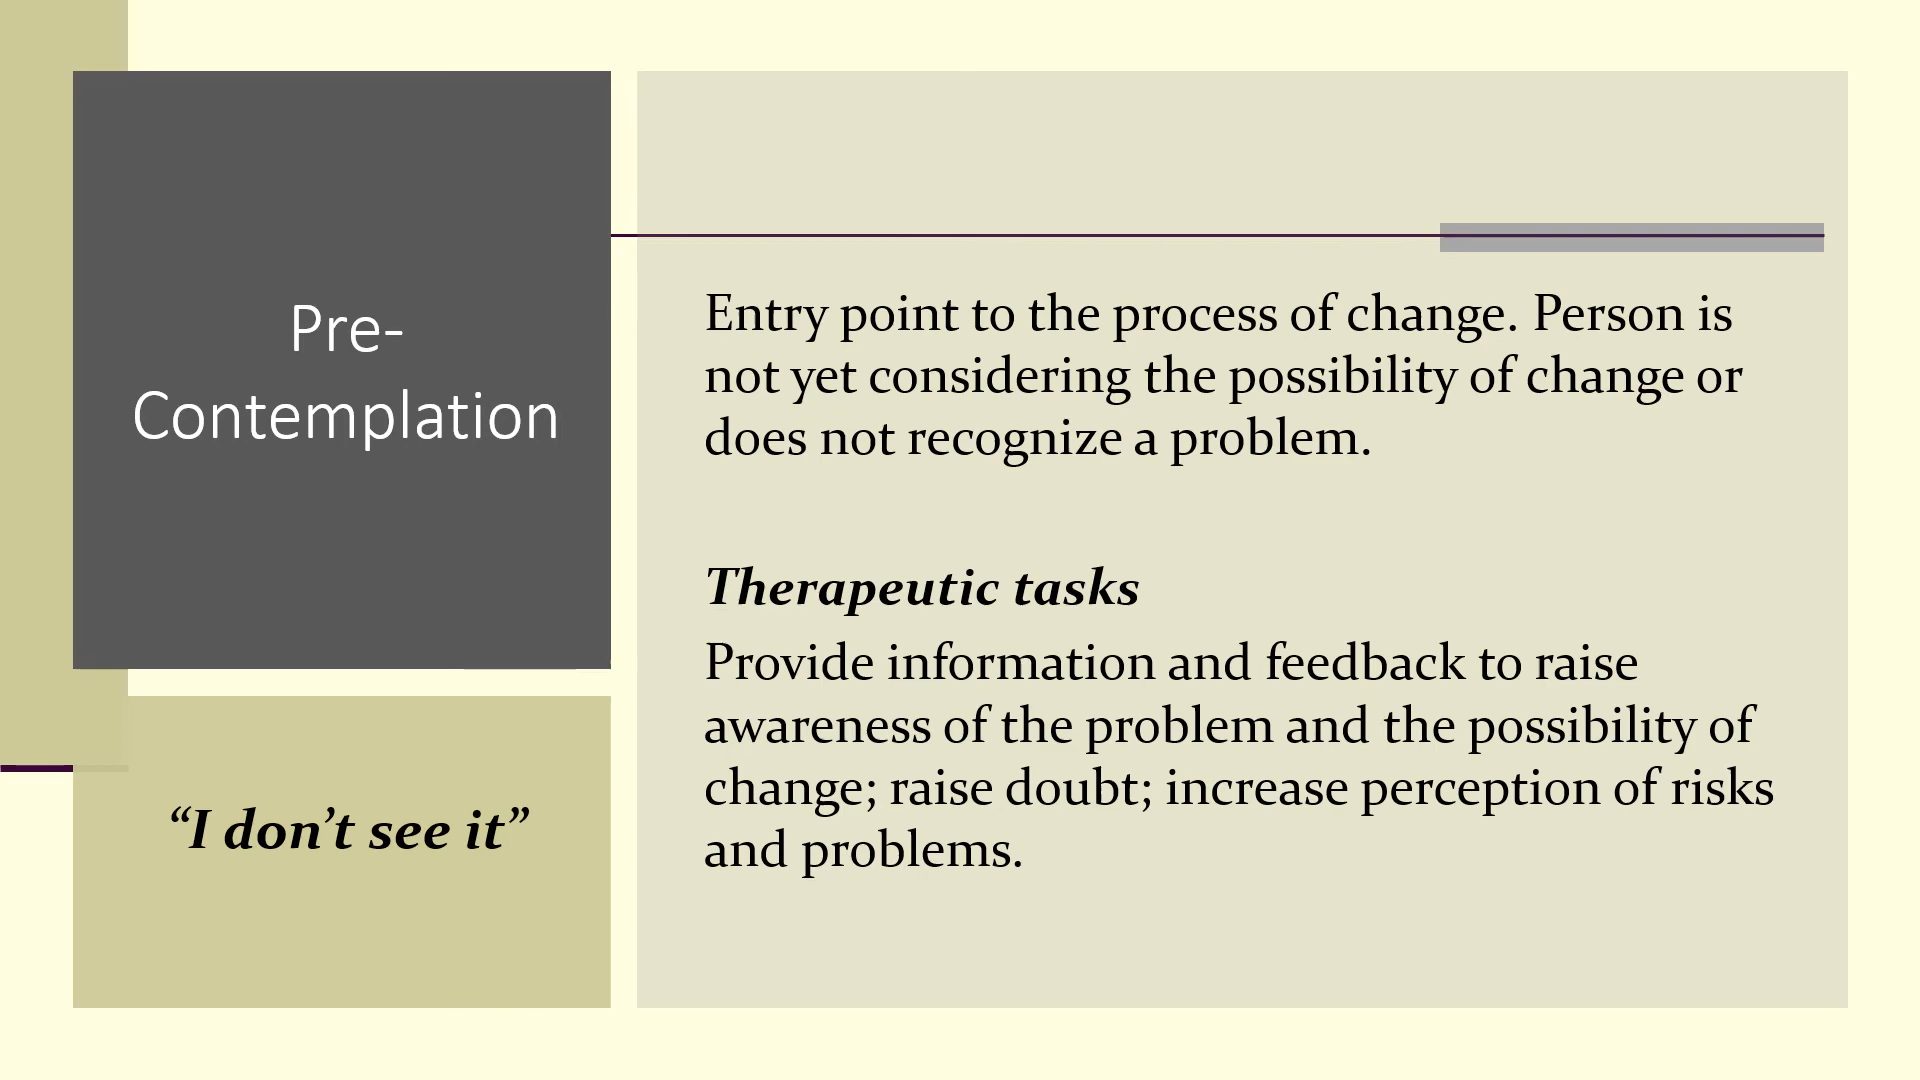 Pre-
Contemplation
“I don’t see it”
Entry point to the process of change. Person is
not yet considering the possibility of change or
does not recognize a problem.
Therapeutic tasks
Provide information and feedback to raise
awareness of the problem and the possibility of
change; raise doubt; increase perception of risks
and problems.